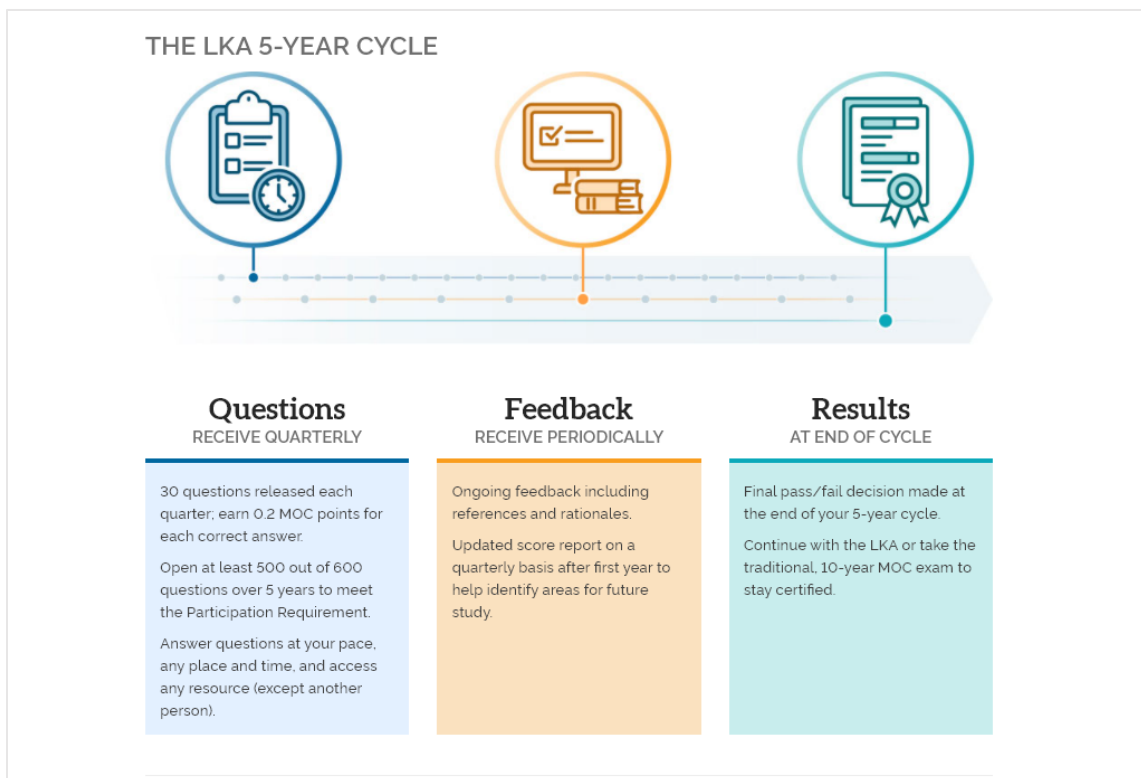 THE LKA 5-YEAR CYCLE
Questions
RECEIVE QUARTERLY
30 questions released each
quarter; earn 0.2 MOC points for
each correct answer.
Open at least 500 out of 600
questions over 5 years to meet
the Participation Requirement.
Answer questions at your pace,
any place and time, and access
any resource (except another
person).
Feedback
RECEIVE PERIODICALLY
Ongoing feedback including
references and rationales.
Updated score report on a
quarterly basis after first year to
help identify areas for future
study.
Results
AT END OF CYCLE
Final pass/fail decision made at
the end of your 5-year cycle.
Continue with the LKA or take the
traditional, 10-year MOC exam to
stay certified.